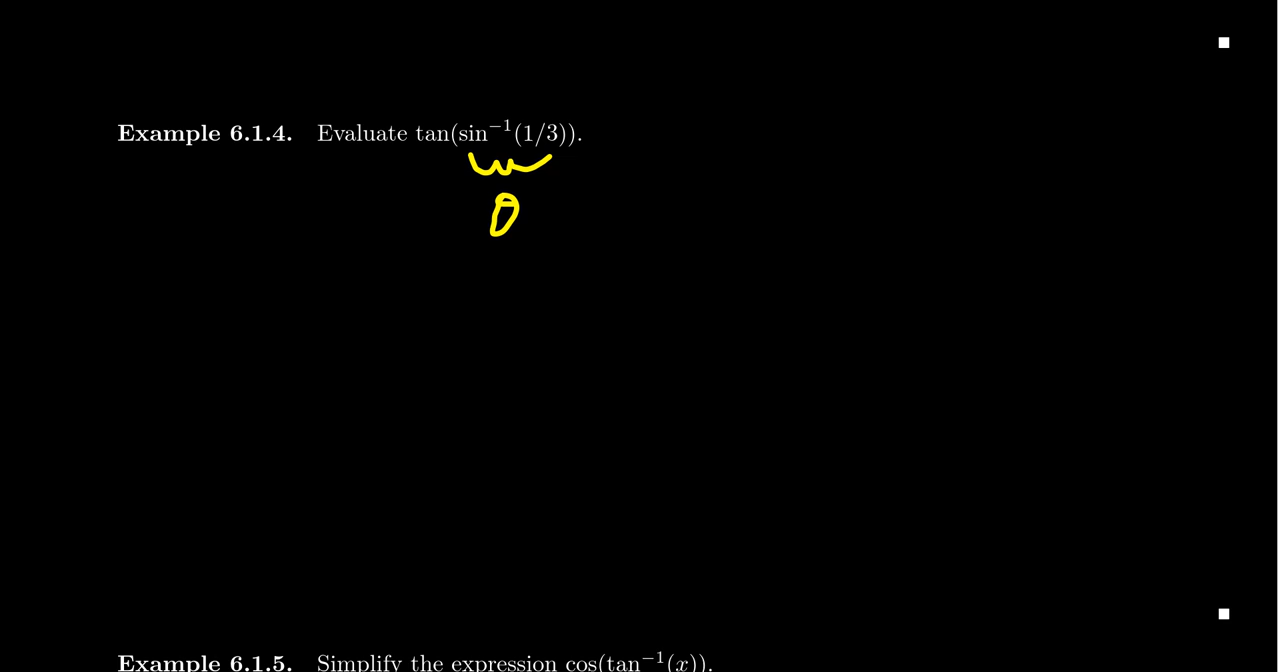 Example 6.1.4. Evaluate tan(sin⁻¹(1/3)).
θ
Example 6.1.5. Simplify the expression cos(tan⁻¹(x)).